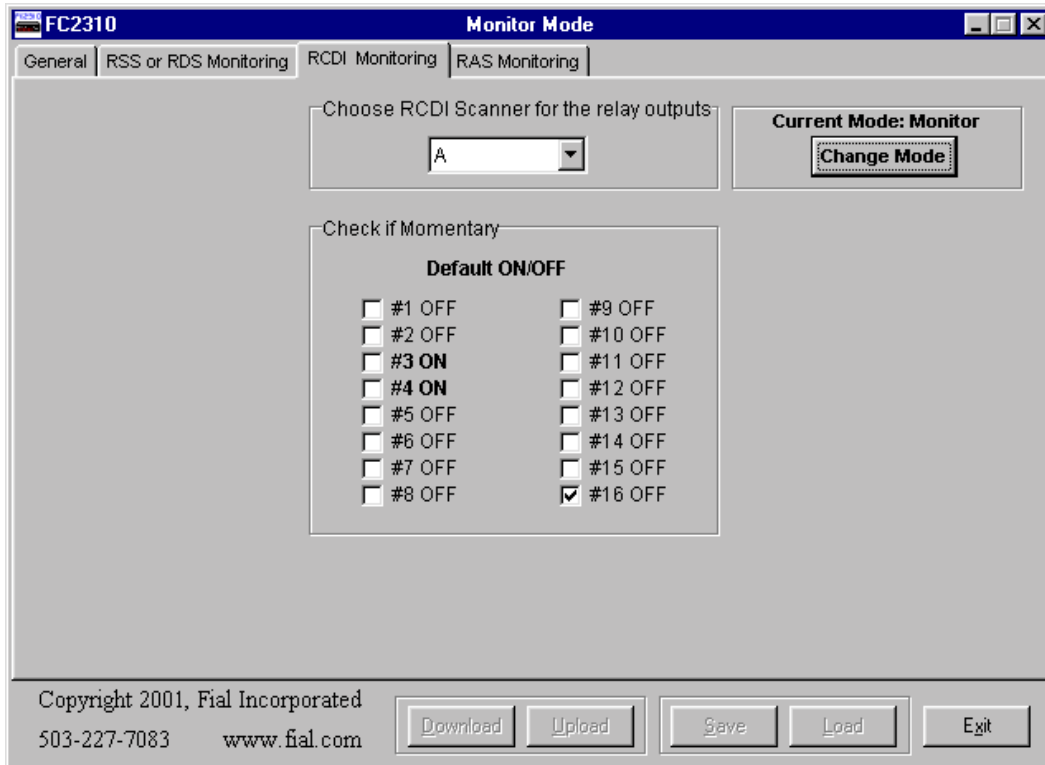 FC2310 Monitor Mode
General RSS or RDS Monitoring RCDI Monitoring RAS Monitoring
Choose RCDI Scanner for the relay outputs
A
Current Mode: Monitor
Change Mode
Check if Momentary
Default ON/OFF
#1 OFF
#2 OFF
#3 ON
#4 ON
#5 OFF
#6 OFF
#7 OFF
#8 OFF
#9 OFF
#10 OFF
#11 OFF
#12 OFF
#13 OFF
#14 OFF
#15 OFF
#16 OFF
Copyright 2001, Fial Incorporated
503-227-7083 www.fial.com
Download Upload Save Load Exit